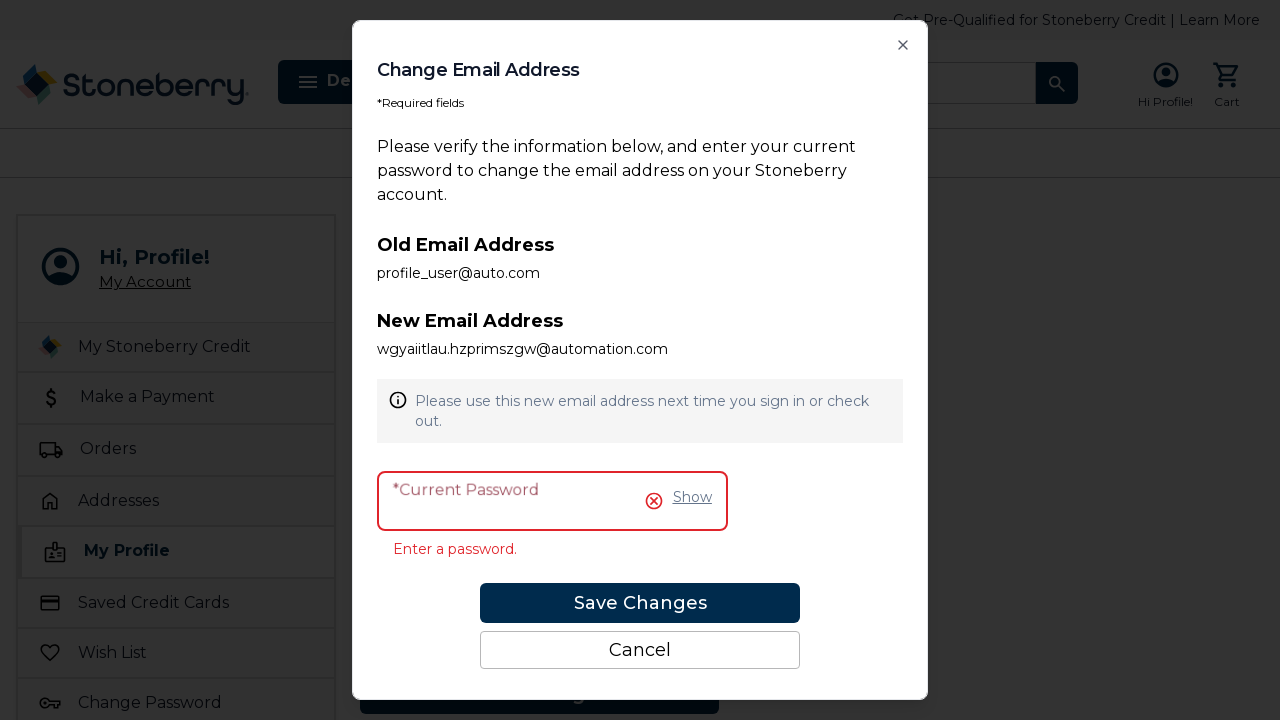 Get Pre-Qualified for Stoneberry Credit | Learn More
Stoneberry
De
Hi Profile!
Cart
Hi, Profile!
My Account
My Stoneberry Credit
Make a Payment
Orders
Addresses
My Profile
Saved Credit Cards
Wish List
Change Password
Change Email Address
*Required fields
Please verify the information below, and enter your current
password to change the email address on your Stoneberry
account.
Old Email Address
profile_user@auto.com
New Email Address
wgyaiitlau.hzprimszgw@automation.com
Please use this new email address next time you sign in or check
out.
*Current Password
Show
Enter a password.
Save Changes
Cancel